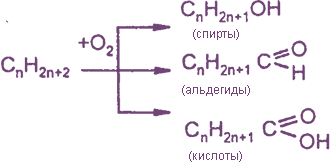 CₙH₂ₙ₊₁OH
(спирты)
+O₂
CₙH₂ₙ₊₂
CₙH₂ₙ₊₁ C
O
H
(альдегиды)
CₙH₂ₙ₊₁ C
O
OH
(кислоты)